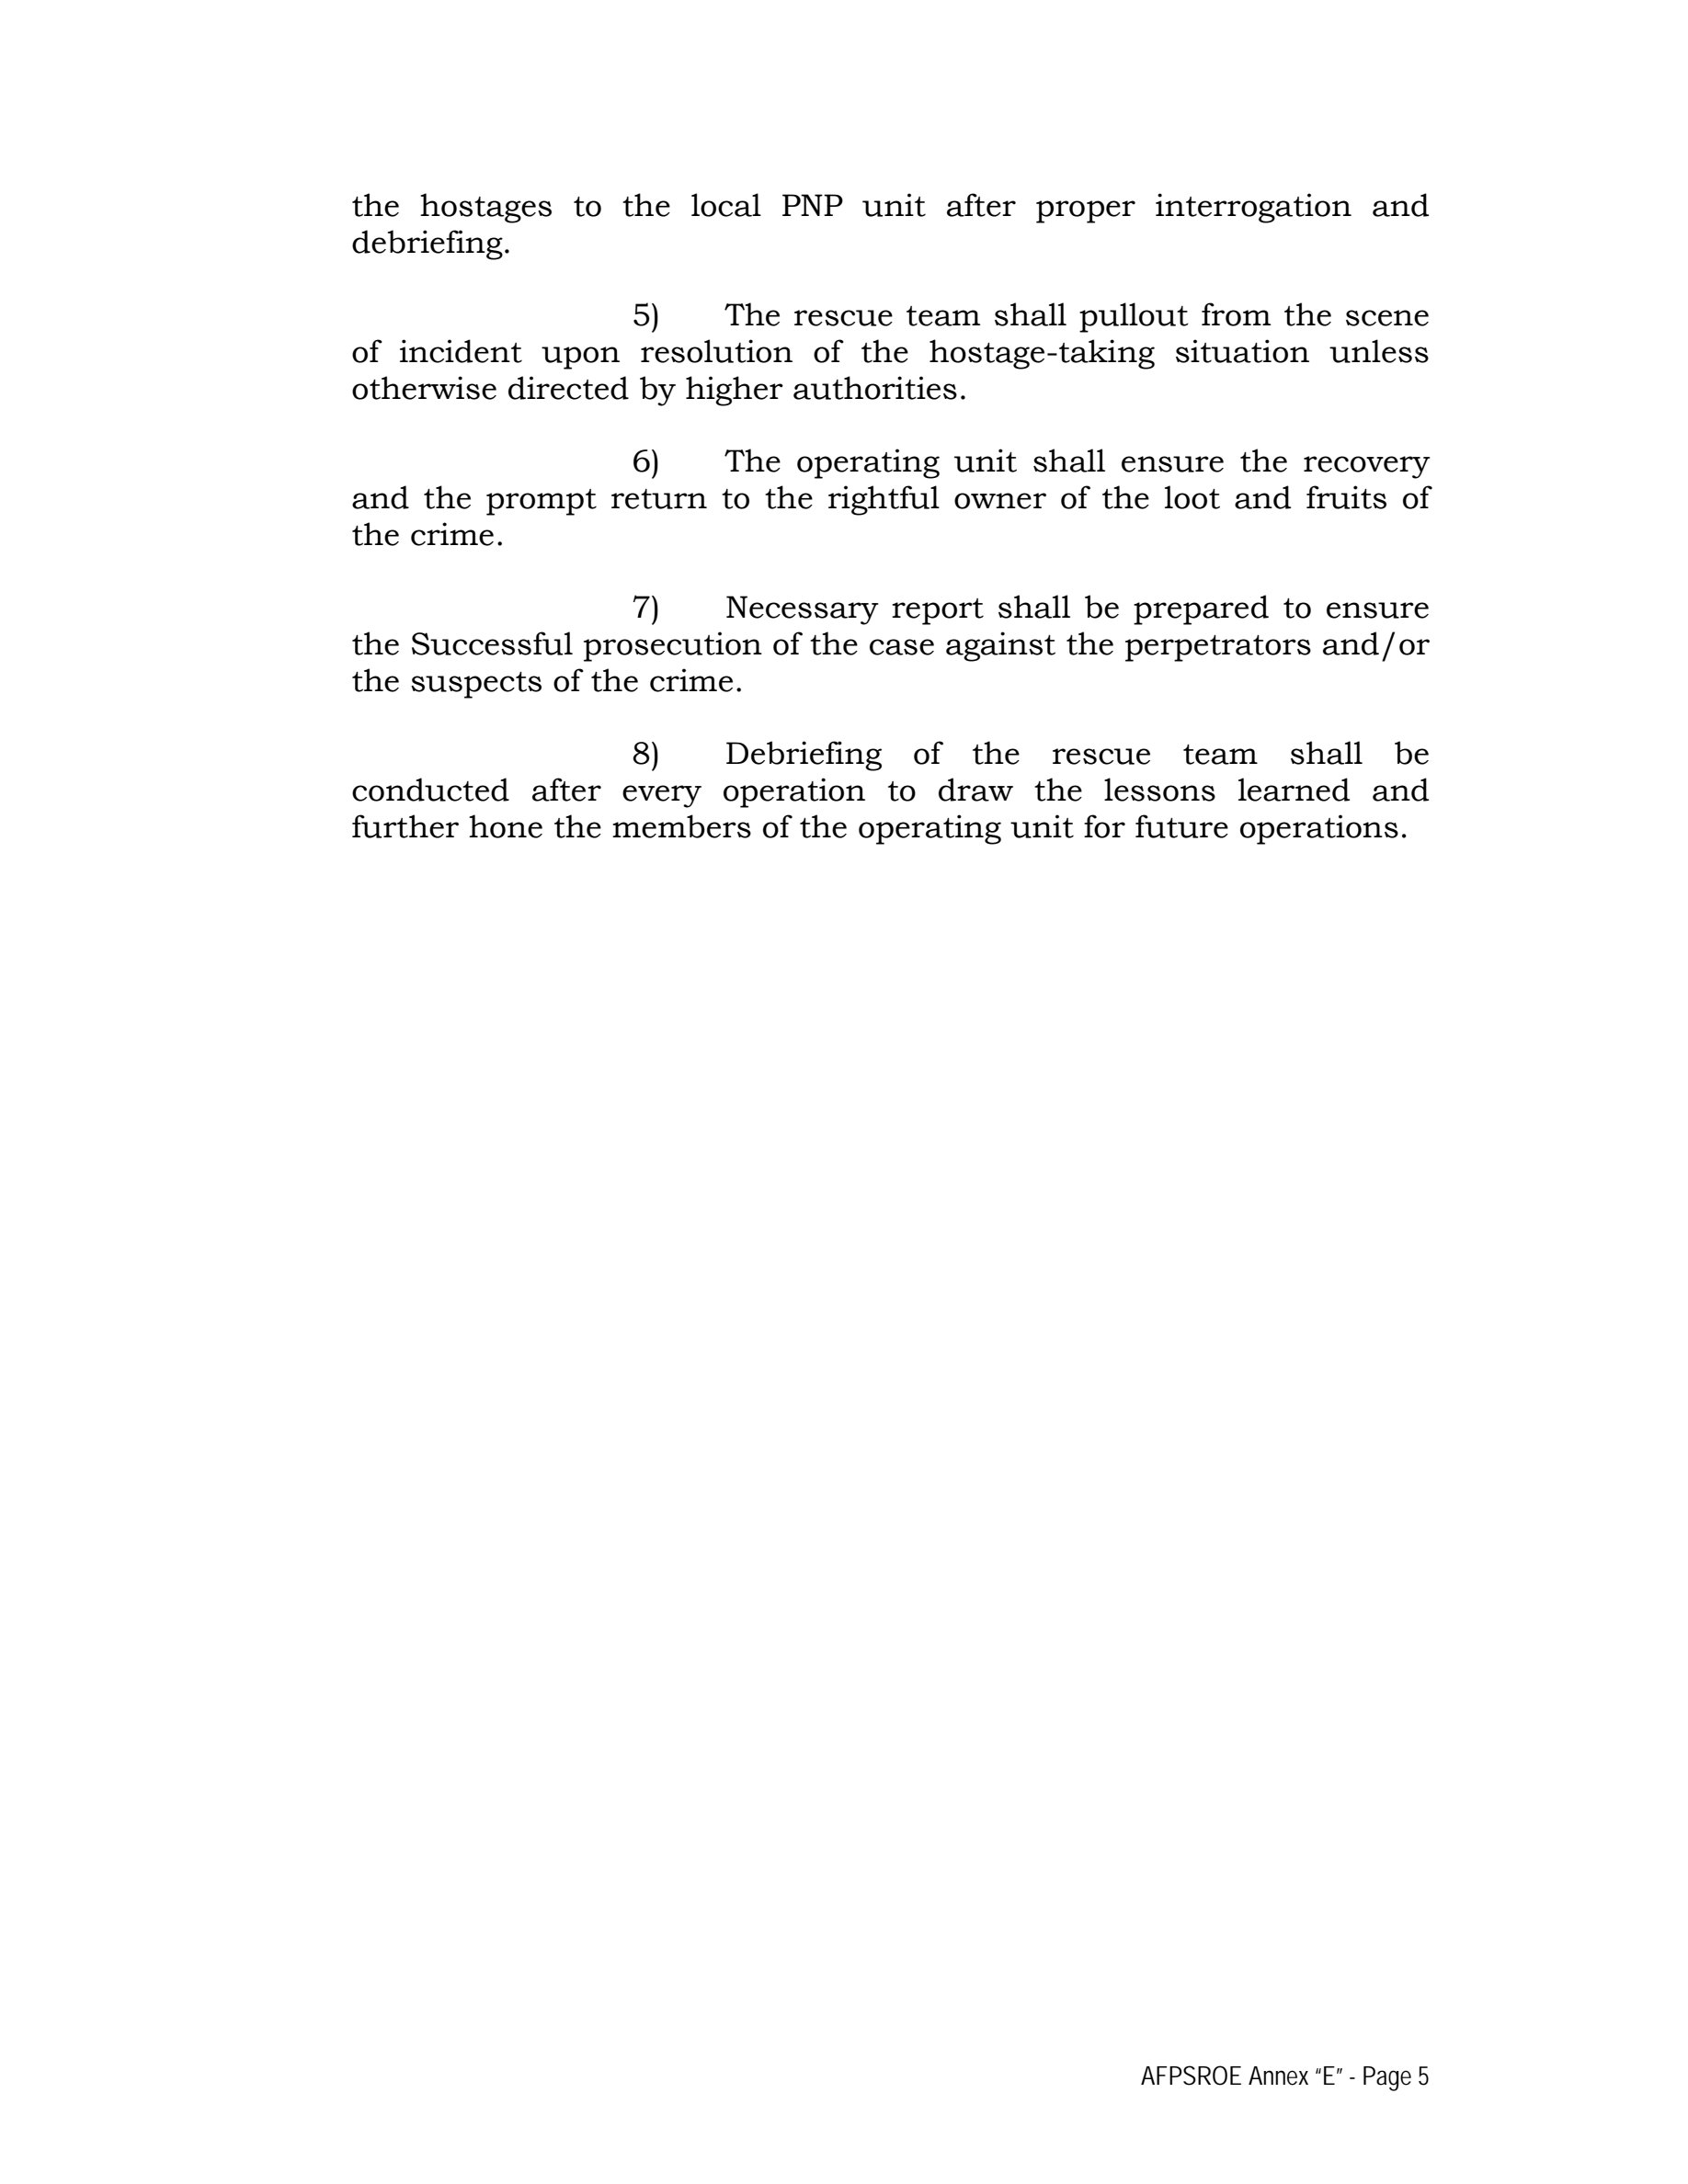 the hostages to the local PNP unit after proper interrogation and
debriefing.
5) The rescue team shall pullout from the scene
of incident upon resolution of the hostage-taking situation unless
otherwise directed by higher authorities.
6) The operating unit shall ensure the recovery
and the prompt return to the rightful owner of the loot and fruits of
the crime.
7) Necessary report shall be prepared to ensure
the Successful prosecution of the case against the perpetrators and/or
the suspects of the crime.
8) Debriefing of the rescue team shall be
conducted after every operation to draw the lessons learned and
further hone the members of the operating unit for future operations.
AFPSROE Annex “E” - Page 5